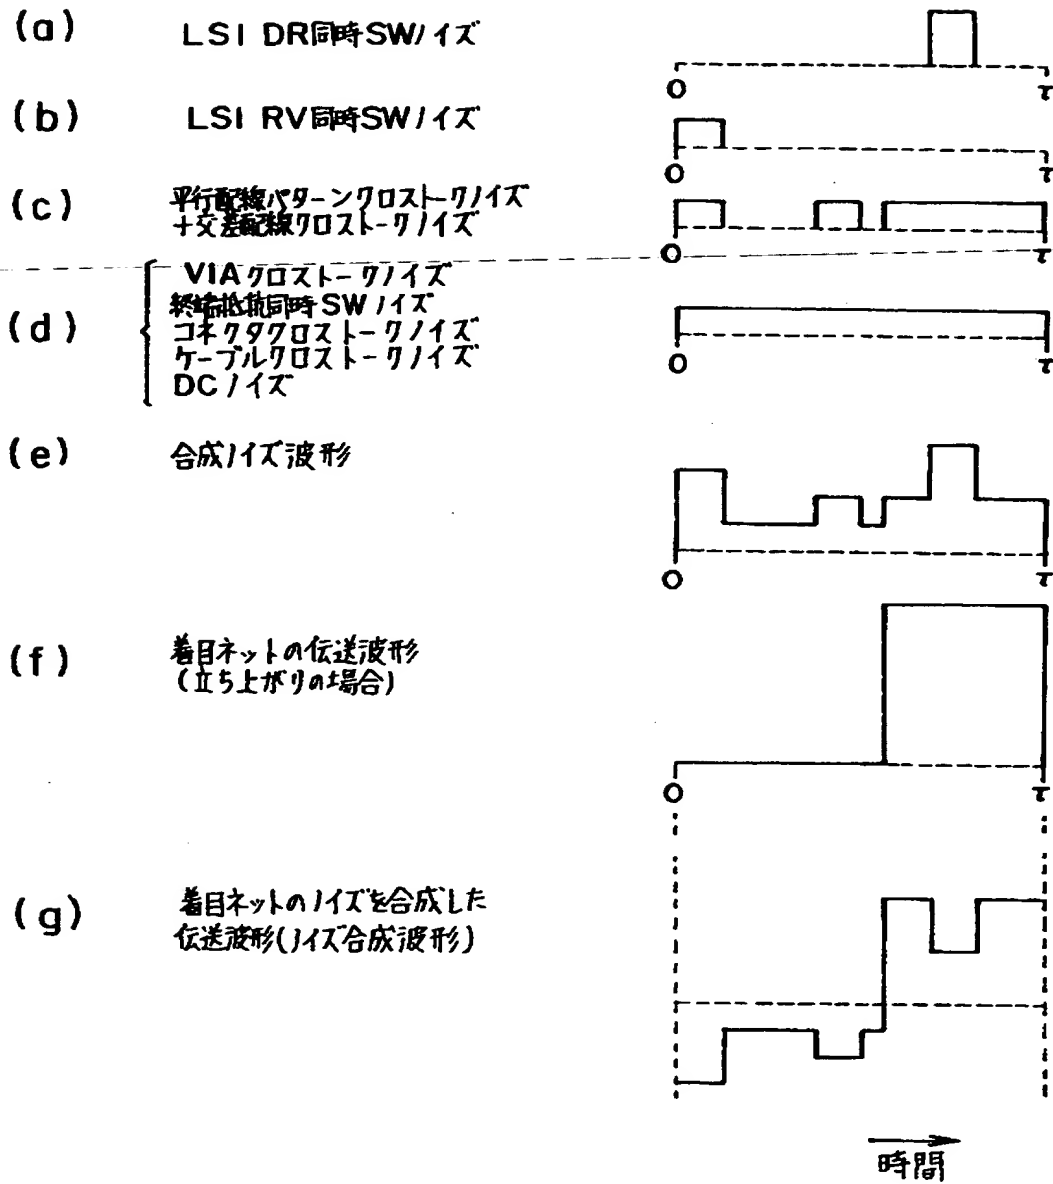 (a) LSI DR同時SWノイズ
0 τ
(b) LSI RV同時SWノイズ
0 τ
(c) 平行配線パターンクロストークノイズ
+交差配線クロストークノイズ
0 τ
(d) VIAクロストークノイズ
終端抵抗同時SWノイズ
コネクタクロストークノイズ
ケーブルクロストークノイズ
DCノイズ
0 τ
(e) 合成ノイズ波形
0 τ
(f) 着目ネットの伝送波形
(立ち上がりの場合)
0 τ
(g) 着目ネットのノイズを合成した
伝送波形(ノイズ合成波形)
時間